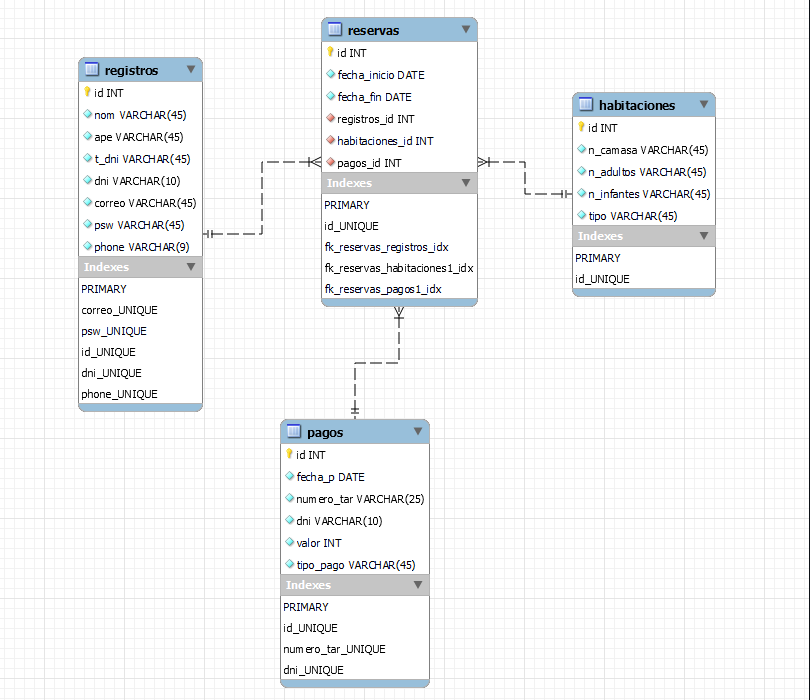 registros
id INT
nom VARCHAR(45)
ape VARCHAR(45)
t_dni VARCHAR(45)
dni VARCHAR(10)
correo VARCHAR(45)
psw VARCHAR(45)
phone VARCHAR(9)
Indexes
PRIMARY
correo_UNIQUE
psw_UNIQUE
id_UNIQUE
dni_UNIQUE
phone_UNIQUE
reservas
id INT
fecha_inicio DATE
fecha_fin DATE
registros_id INT
habitaciones_id INT
pagos_id INT
Indexes
PRIMARY
id_UNIQUE
fk_reservas_registros_idx
fk_reservas_habitaciones1_idx
fk_reservas_pagos1_idx
habitaciones
id INT
n_camasa VARCHAR(45)
n_adultos VARCHAR(45)
n_infantes VARCHAR(45)
tipo VARCHAR(45)
Indexes
PRIMARY
id_UNIQUE
pagos
id INT
fecha_p DATE
numero_tar VARCHAR(25)
dni VARCHAR(10)
valor INT
tipo_pago VARCHAR(45)
Indexes
PRIMARY
id_UNIQUE
numero_tar_UNIQUE
dni_UNIQUE